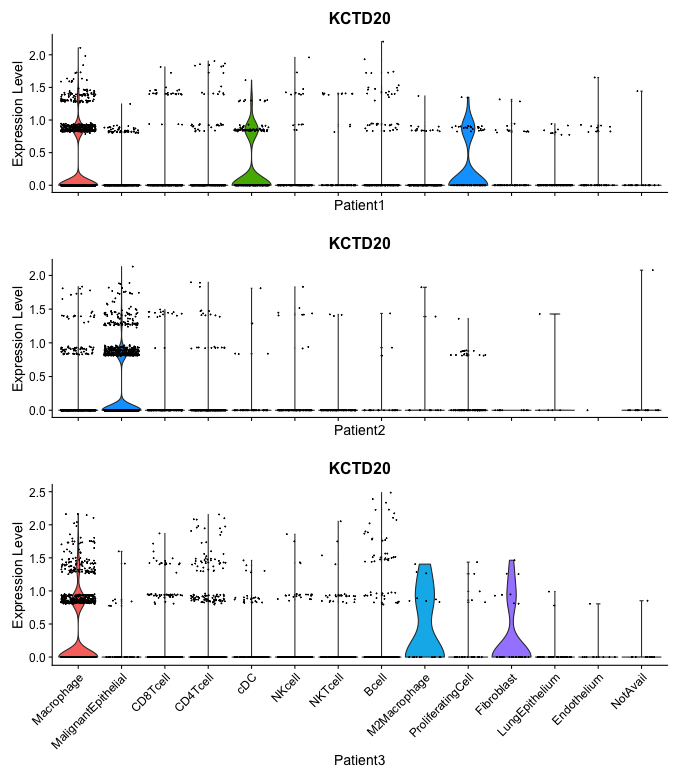 KCTD20
Expression Level
2.0
1.5
1.0
0.5
0.0
Patient1
KCTD20
Expression Level
2.0
1.5
1.0
0.5
0.0
Patient2
KCTD20
Expression Level
2.5
2.0
1.5
1.0
0.5
0.0
Macrophage
MalignantEpithelial
CD8Tcell
CD4Tcell
cDC
NKcell
NKTcell
Bcell
M2Macrophage
ProliferatingCell
Fibroblast
LungEpithelium
Endothelium
NotAvail
Patient3